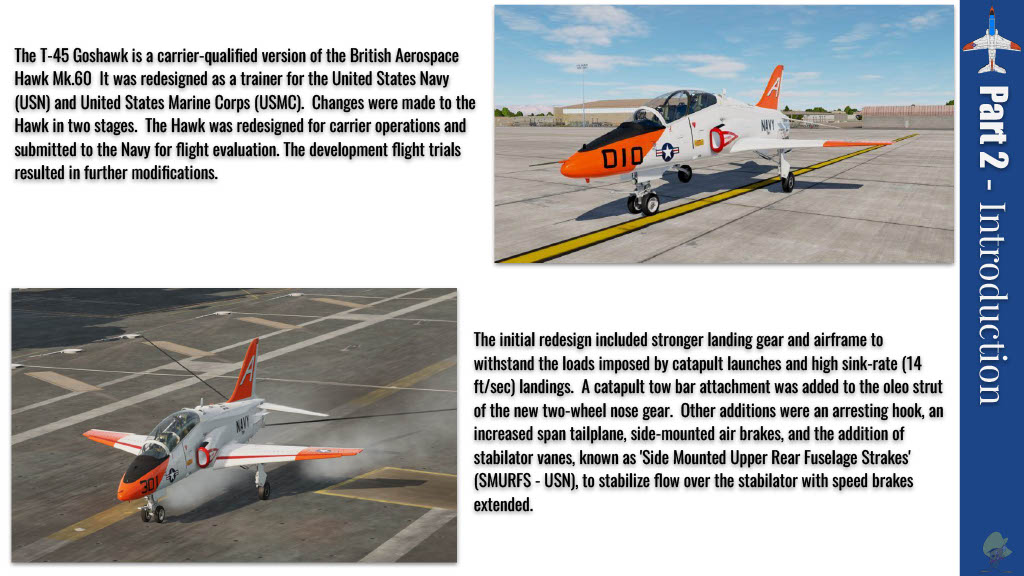 The T-45 Goshawk is a carrier-qualified version of the British Aerospace
Hawk Mk.60 It was redesigned as a trainer for the United States Navy
(USN) and United States Marine Corps (USMC). Changes were made to the
Hawk in two stages. The Hawk was redesigned for carrier operations and
submitted to the Navy for flight evaluation. The development flight trials
resulted in further modifications.
A
NAVY
010
Part 2 - Introduction
A
NAVY
301
The initial redesign included stronger landing gear and airframe to
withstand the loads imposed by catapult launches and high sink-rate (14
ft/sec) landings. A catapult tow bar attachment was added to the oleo strut
of the new two-wheel nose gear. Other additions were an arresting hook, an
increased span tailplane, side-mounted air brakes, and the addition of
stabilator vanes, known as 'Side Mounted Upper Rear Fuselage Strakes'
(SMURFS - USN), to stabilize flow over the stabilator with speed brakes
extended.